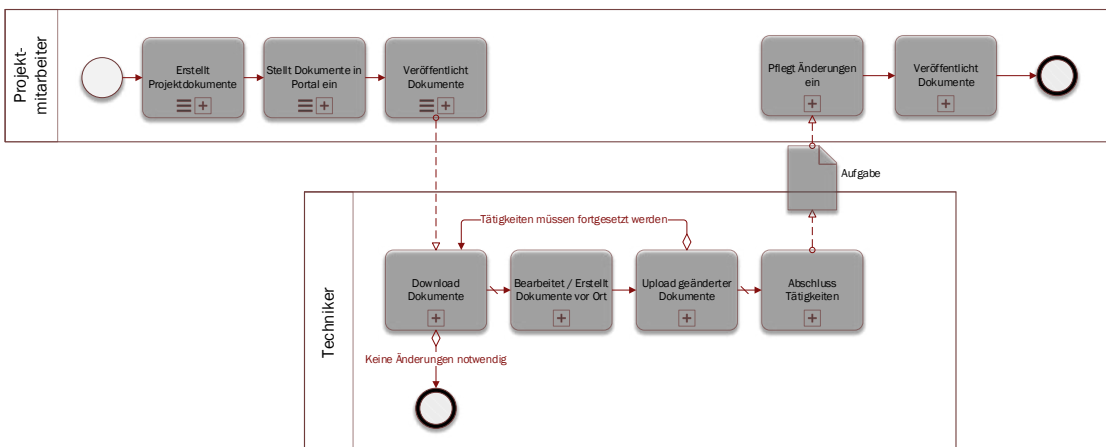 Projekt-
mitarbeiter
Erstellt
Projektdokumente
Stellt Dokumente in
Portal ein
Veröffentlicht
Dokumente
Pflegt Änderungen
ein
Veröffentlicht
Dokumente
Aufgabe
Techniker
Tätigkeiten müssen fortgesetzt werden
Download
Dokumente
Bearbeitet / Erstellt
Dokumente vor Ort
Upload geänderter
Dokumente
Abschluss
Tätigkeiten
Keine Änderungen notwendig